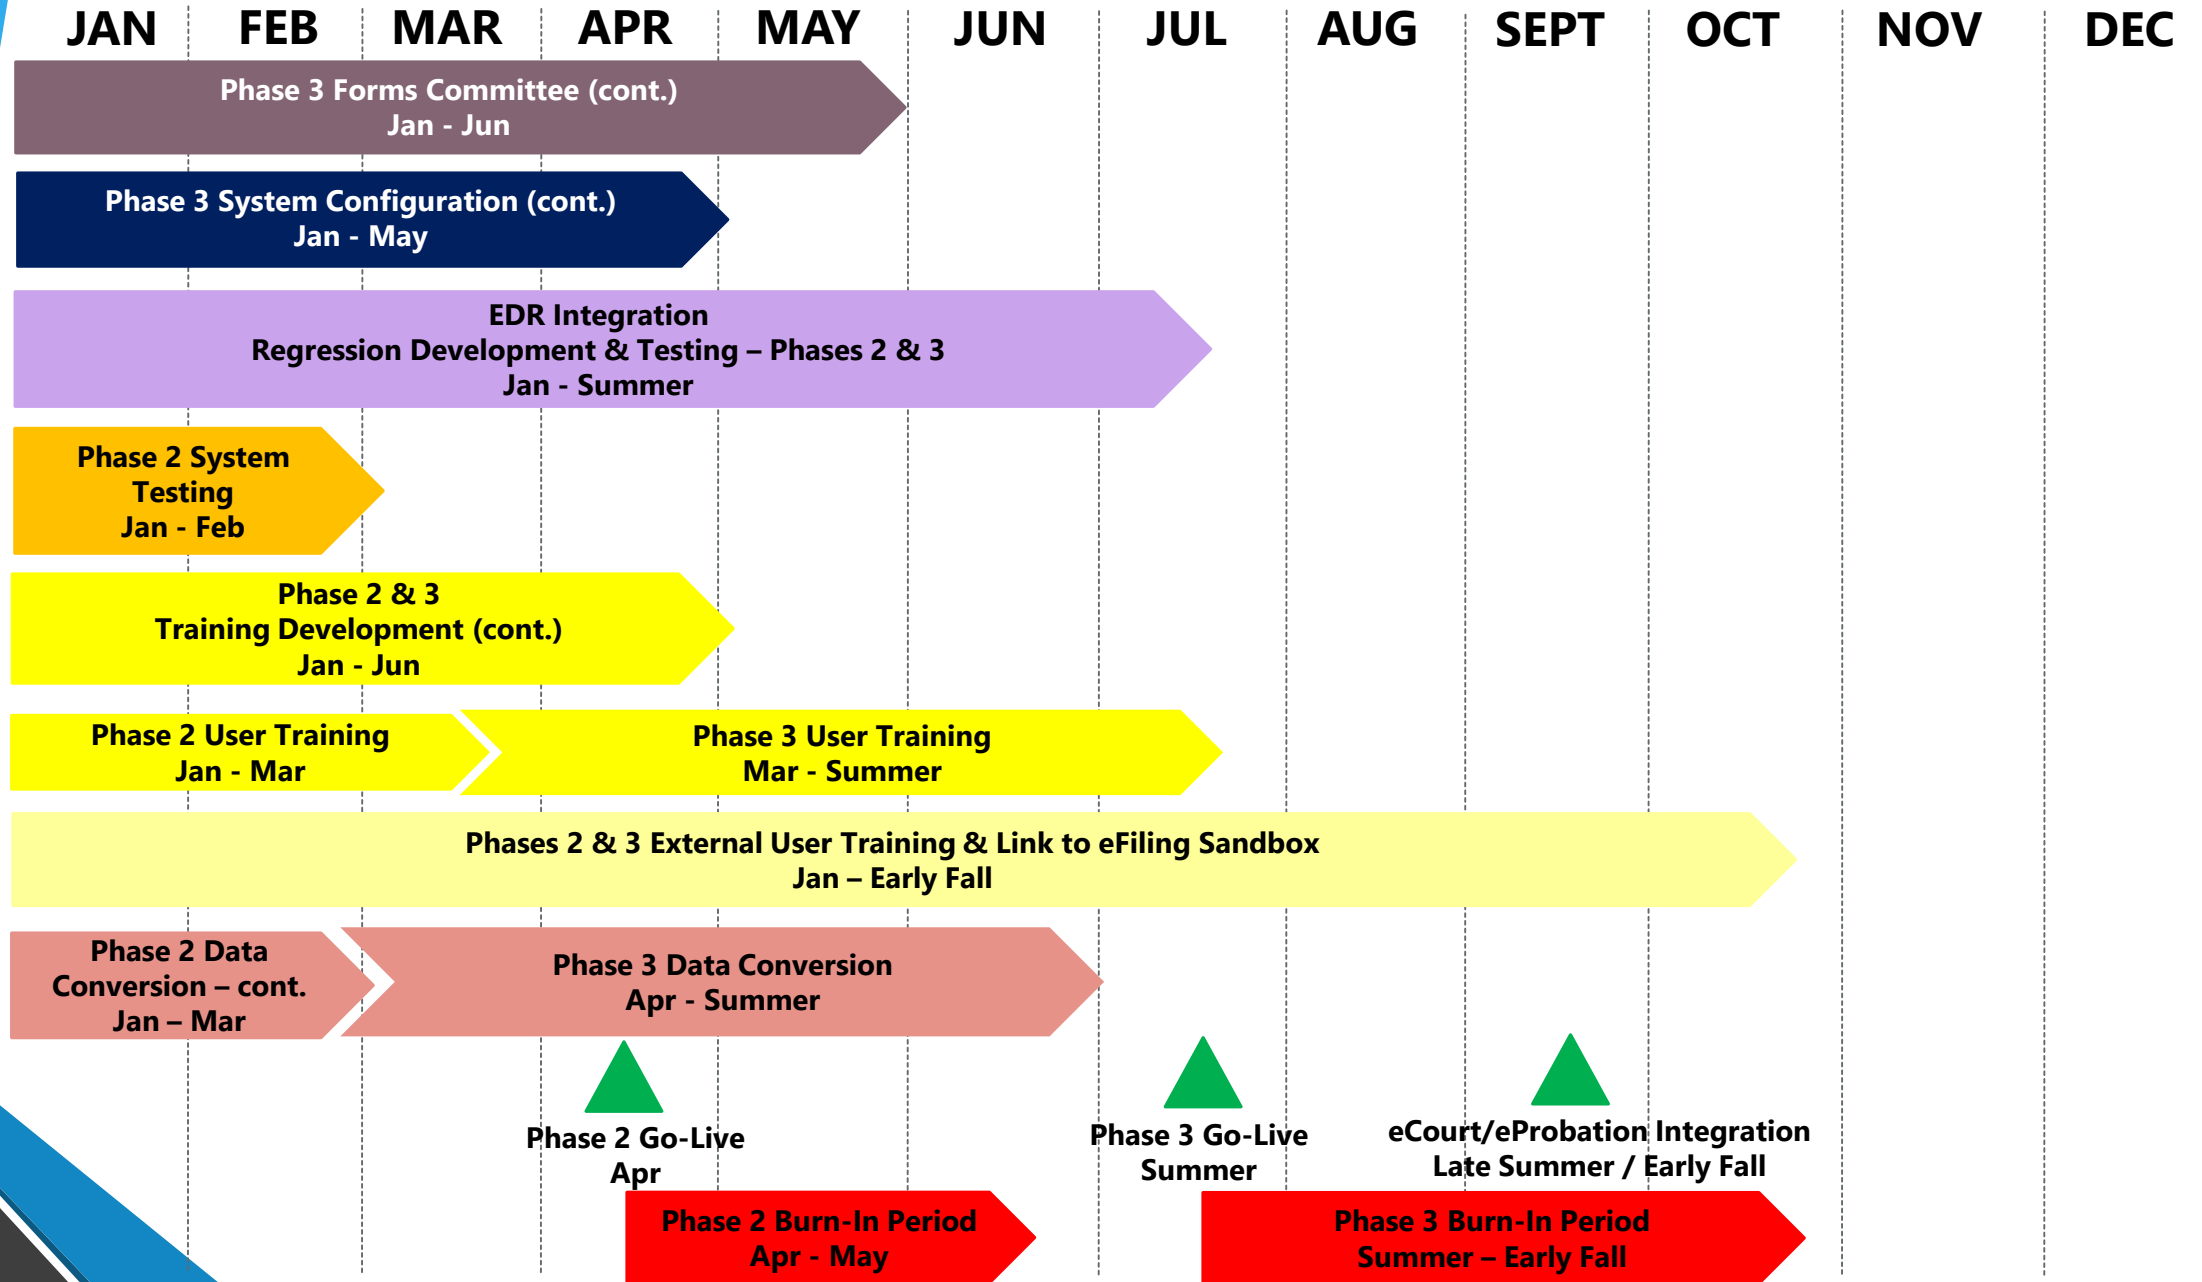 JAN FEB MAR APR MAY JUN JUL AUG SEPT OCT NOV DEC
Phase 3 Forms Committee (cont.)
Jan - Jun
Phase 3 System Configuration (cont.)
Jan - May
EDR Integration
Regression Development & Testing – Phases 2 & 3
Jan - Summer
Phase 2 System
Testing
Jan - Feb
Phase 2 & 3
Training Development (cont.)
Jan - Jun
Phase 2 User Training
Jan - Mar
Phase 3 User Training
Mar - Summer
Phases 2 & 3 External User Training & Link to eFiling Sandbox
Jan – Early Fall
Phase 2 Data
Conversion – cont.
Jan – Mar
Phase 3 Data Conversion
Apr - Summer
Phase 2 Go-Live
Apr
Phase 3 Go-Live
Summer
eCourt/eProbation Integration
Late Summer / Early Fall
Phase 2 Burn-In Period
Apr - May
Phase 3 Burn-In Period
Summer – Early Fall